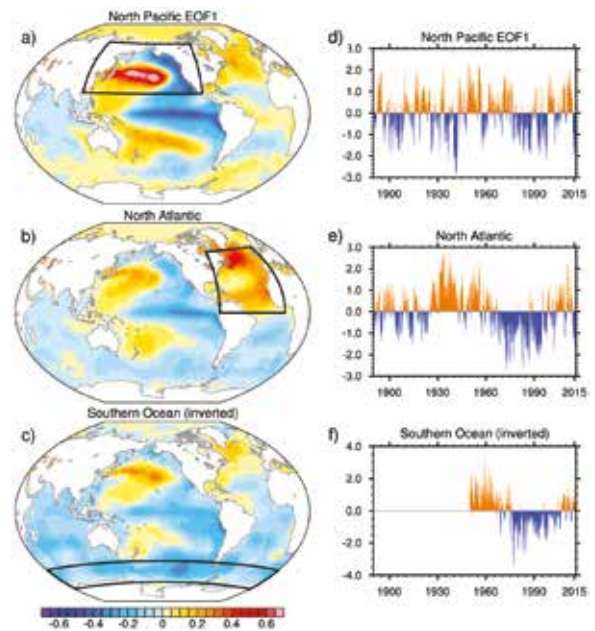 North Pacific EOF1
a)
North Atlantic
b)
Southern Ocean (inverted)
c)
-0.6 -0.4 -0.2 0 0.2 0.4 0.6
North Pacific EOF1
d)
3.0
2.0
1.0
0.0
-1.0
-2.0
-3.0
1900 1930 1960 1990 2015
North Atlantic
e)
3.0
2.0
1.0
0.0
-1.0
-2.0
-3.0
1900 1930 1960 1990 2015
Southern Ocean (inverted)
f)
4.0
2.0
0.0
-2.0
-4.0
1900 1930 1960 1990 2015